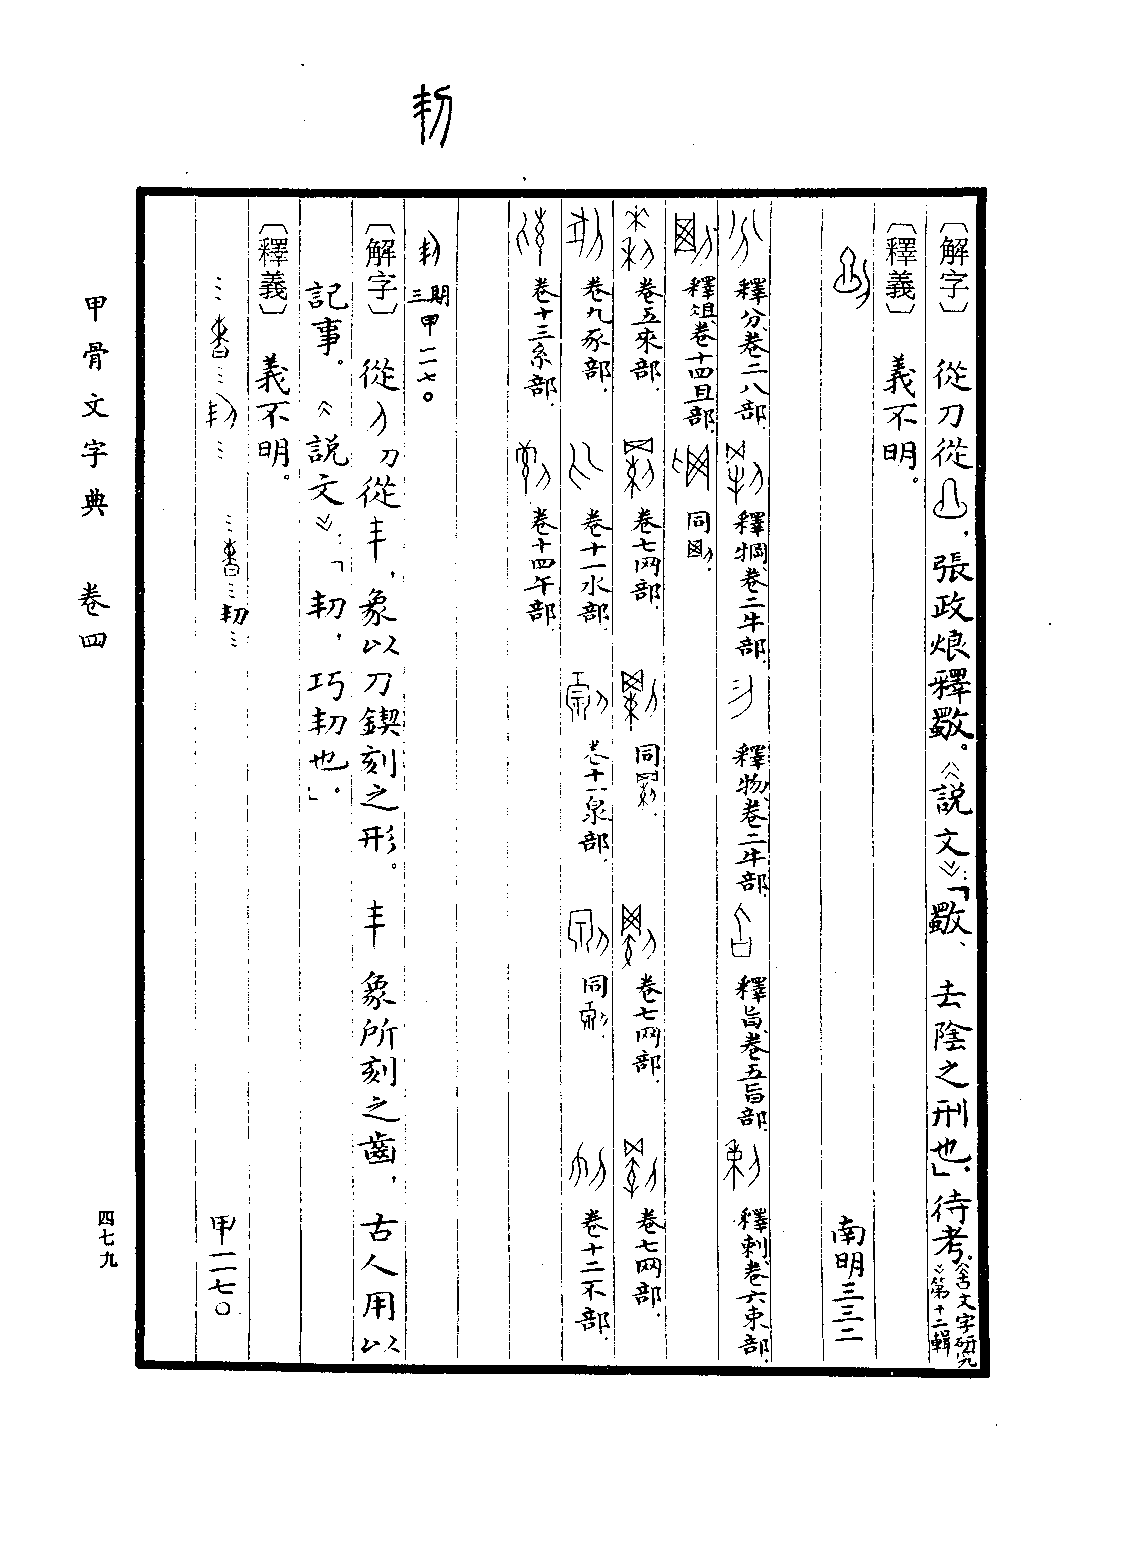 㓞
〔解字〕 從刀從，張政烺釋斀。《說文》：「斀、去陰之刑也」。待考。《古文字研究》第十二輯
〔釋義〕 義不明。
南明三三二
釋分、卷二八部． 釋㹦、卷二牛部． 釋物、卷二牛部． 釋旨、卷五旨部． 釋剌、卷六束部．
釋俎、卷十四且部． 同．
卷五來部． 卷七网部． 同． 卷七网部． 卷七网部．
卷九豕部． 卷十一水部． 卷十一泉部． 同． 卷十二不部．
卷十三糸部． 卷十四午部．
三期 甲一一七〇
〔解字〕 從刀從丰，象以刀鍥刻之形。丰象所刻之齒，古人用以
記事。《說文》：「㓞，巧㓞也」。
〔釋義〕 義不明。
…㓞… 甲一一七〇
甲骨文字典 卷四
四七九